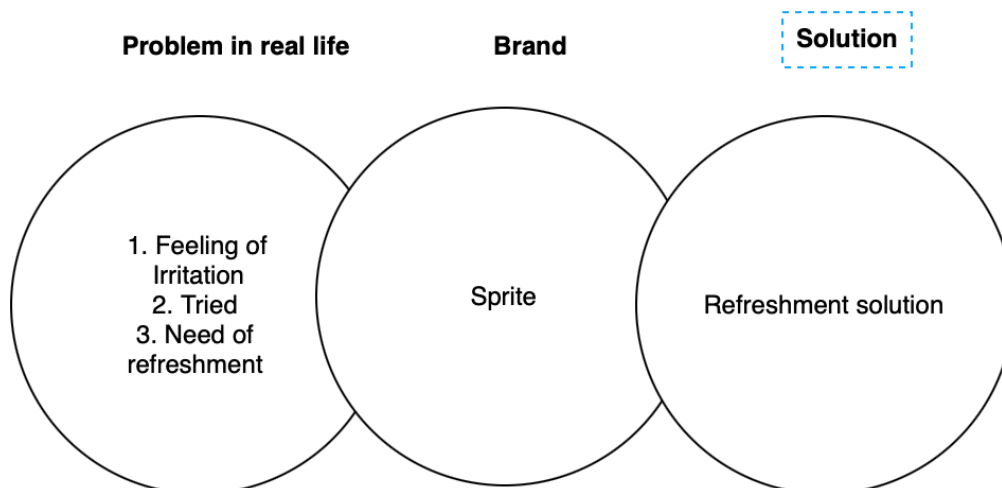 Problem in real life
Brand
Solution
1. Feeling of
Irritation
2. Tried
3. Need of
refreshment
Sprite
Refreshment solution